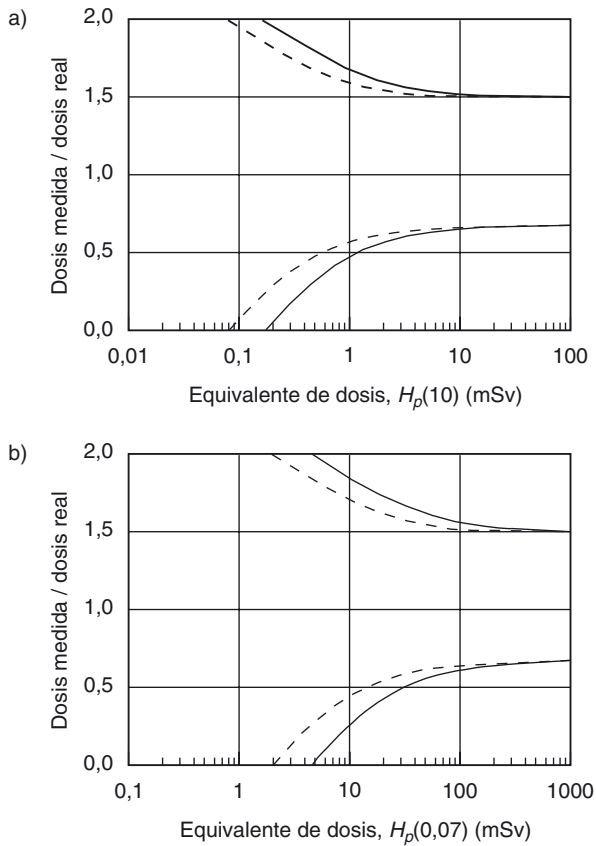 a)
Dosis medida / dosis real
2,0
1,5
1,0
0,5
0,0
0,01 0,1 1 10 100
Equivalente de dosis, Hp(10) (mSv)
b)
Dosis medida / dosis real
2,0
1,5
1,0
0,5
0,0
0,1 1 10 100 1000
Equivalente de dosis, Hp(0,07) (mSv)